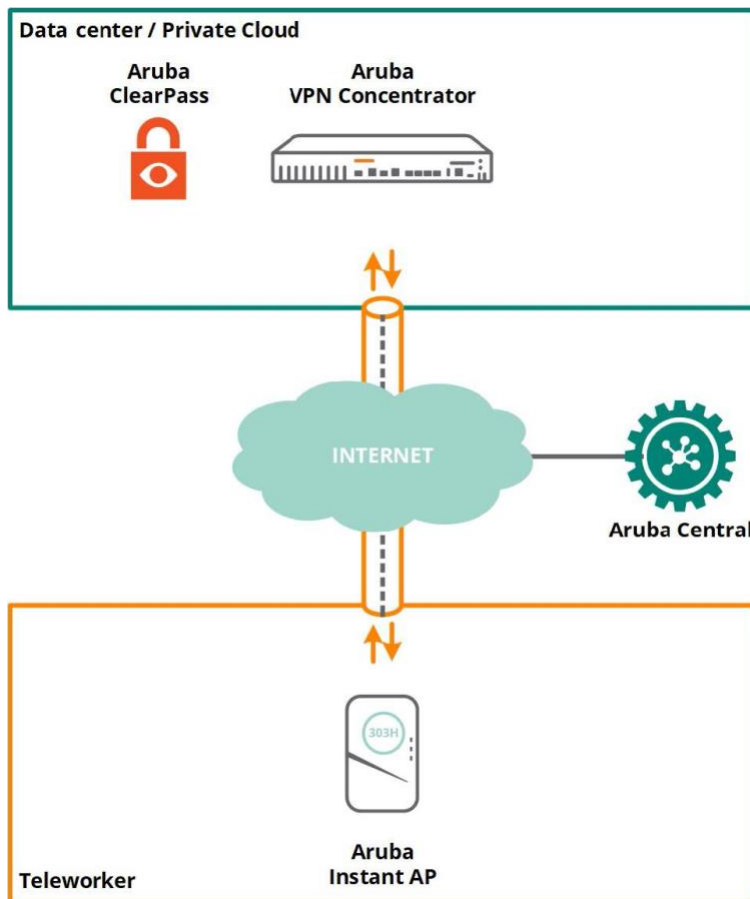 Data center / Private Cloud
Aruba
ClearPass
Aruba
VPN Concentrator
INTERNET
Aruba Central
303H
Aruba
Instant AP
Teleworker